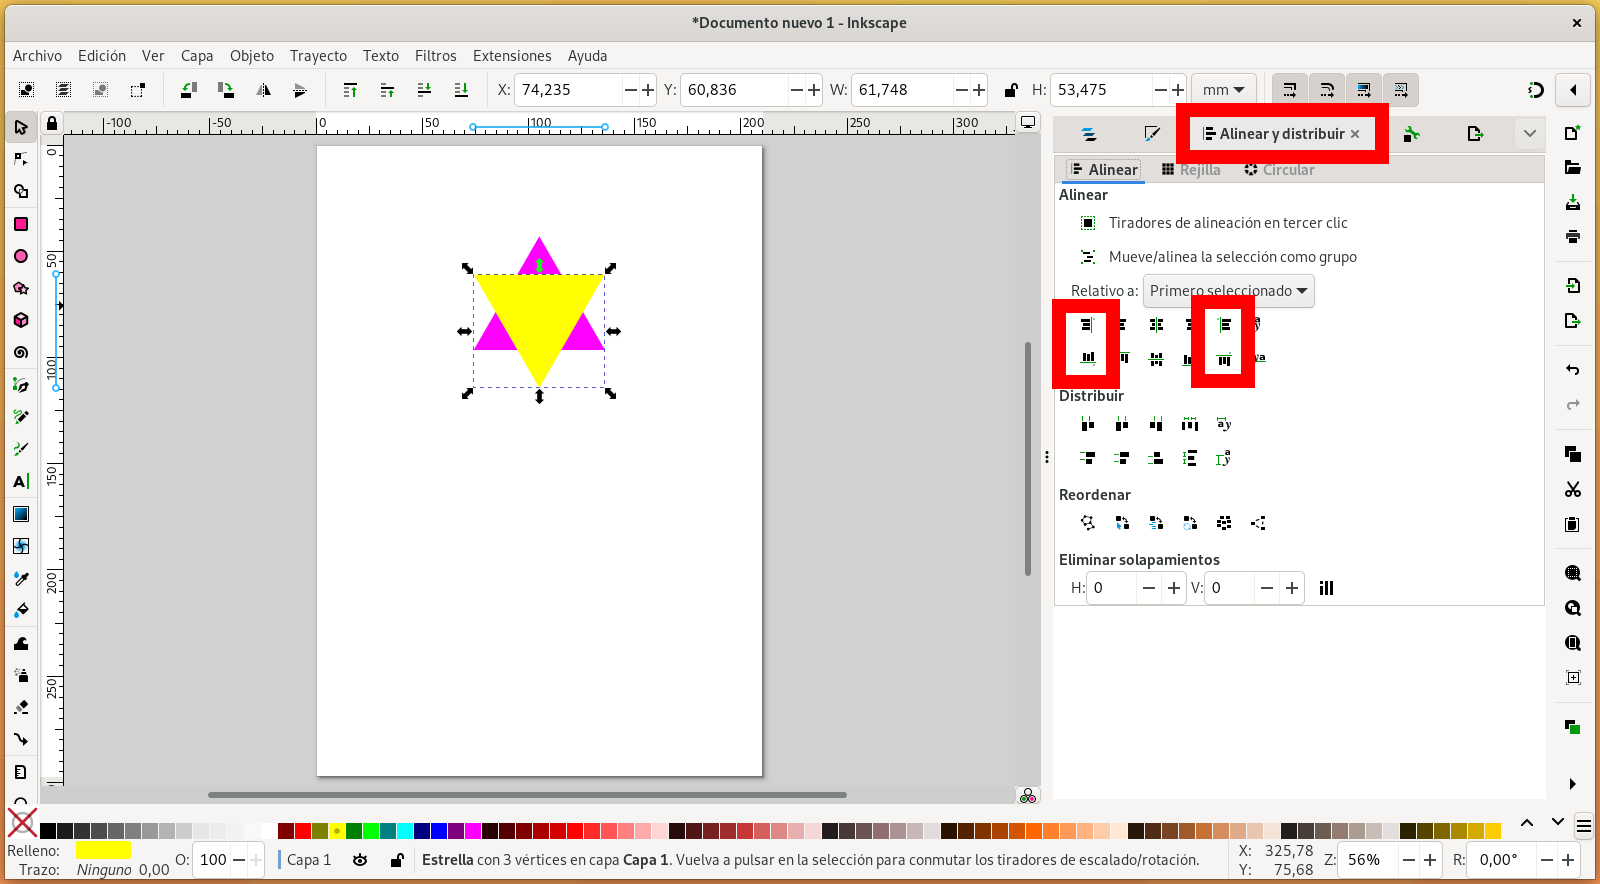 *Documento nuevo 1 - Inkscape
Archivo Edición Ver Capa Objeto Trayecto Texto Filtros Extensiones Ayuda
X: 74,235 Y: 60,836 W: 61,748 H: 53,475 mm
-100 -50 0 50 100 150 200 250 300
0
50
100
150
200
250
Alinear y distribuir
Alinear Rejilla Circular
Alinear
Tiradores de alineación en tercer clic
Mueve/alinea la selección como grupo
Relativo a: Primero seleccionado
Distribuir
Reordenar
Eliminar solapamientos
H: 0 V: 0
Relleno:
Trazo: Ninguno 0,00
O: 100
Capa 1
Estrella con 3 vértices en capa Capa 1. Vuelva a pulsar en la selección para conmutar los tiradores de escalado/rotación.
X: 325,78
Y: 75,68
Z: 56%
R: 0,00°